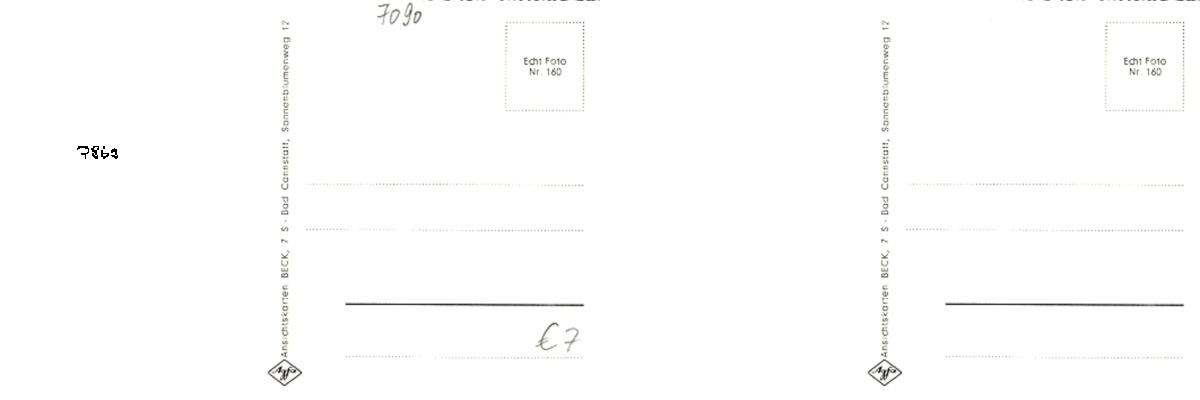 7090
Echt Foto
Nr. 160
Ansichtskarten BECK, 7 S - Bad Cannstatt, Sonnenblumenweg 12
€ 7
Agfa
Echt Foto
Nr. 160
Ansichtskarten BECK, 7 S - Bad Cannstatt, Sonnenblumenweg 12
Agfa